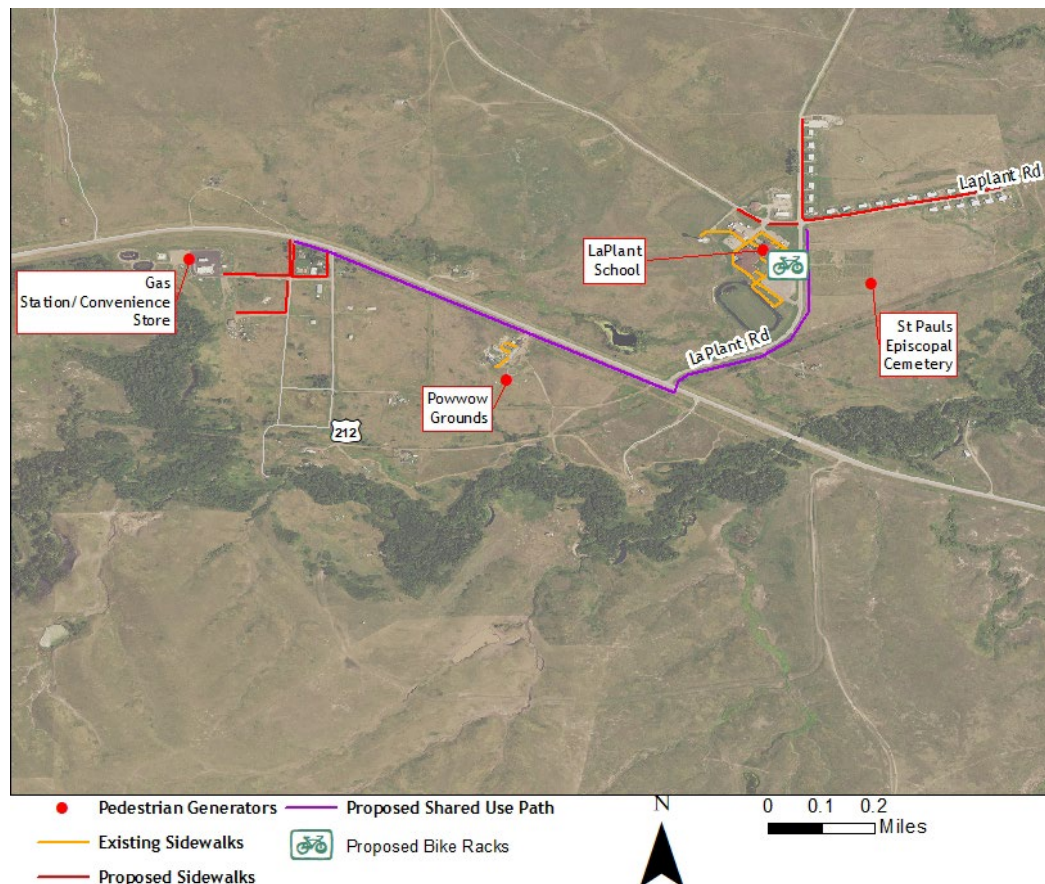 Laplant Rd
LaPlant
School
Gas
Station/Convenience
Store
St Pauls
Episcopal
Cemetery
LaPlant Rd
Powwow
Grounds
212
Pedestrian Generators
Proposed Shared Use Path
N
0 0.1 0.2
Miles
Existing Sidewalks
Proposed Bike Racks
Proposed Sidewalks